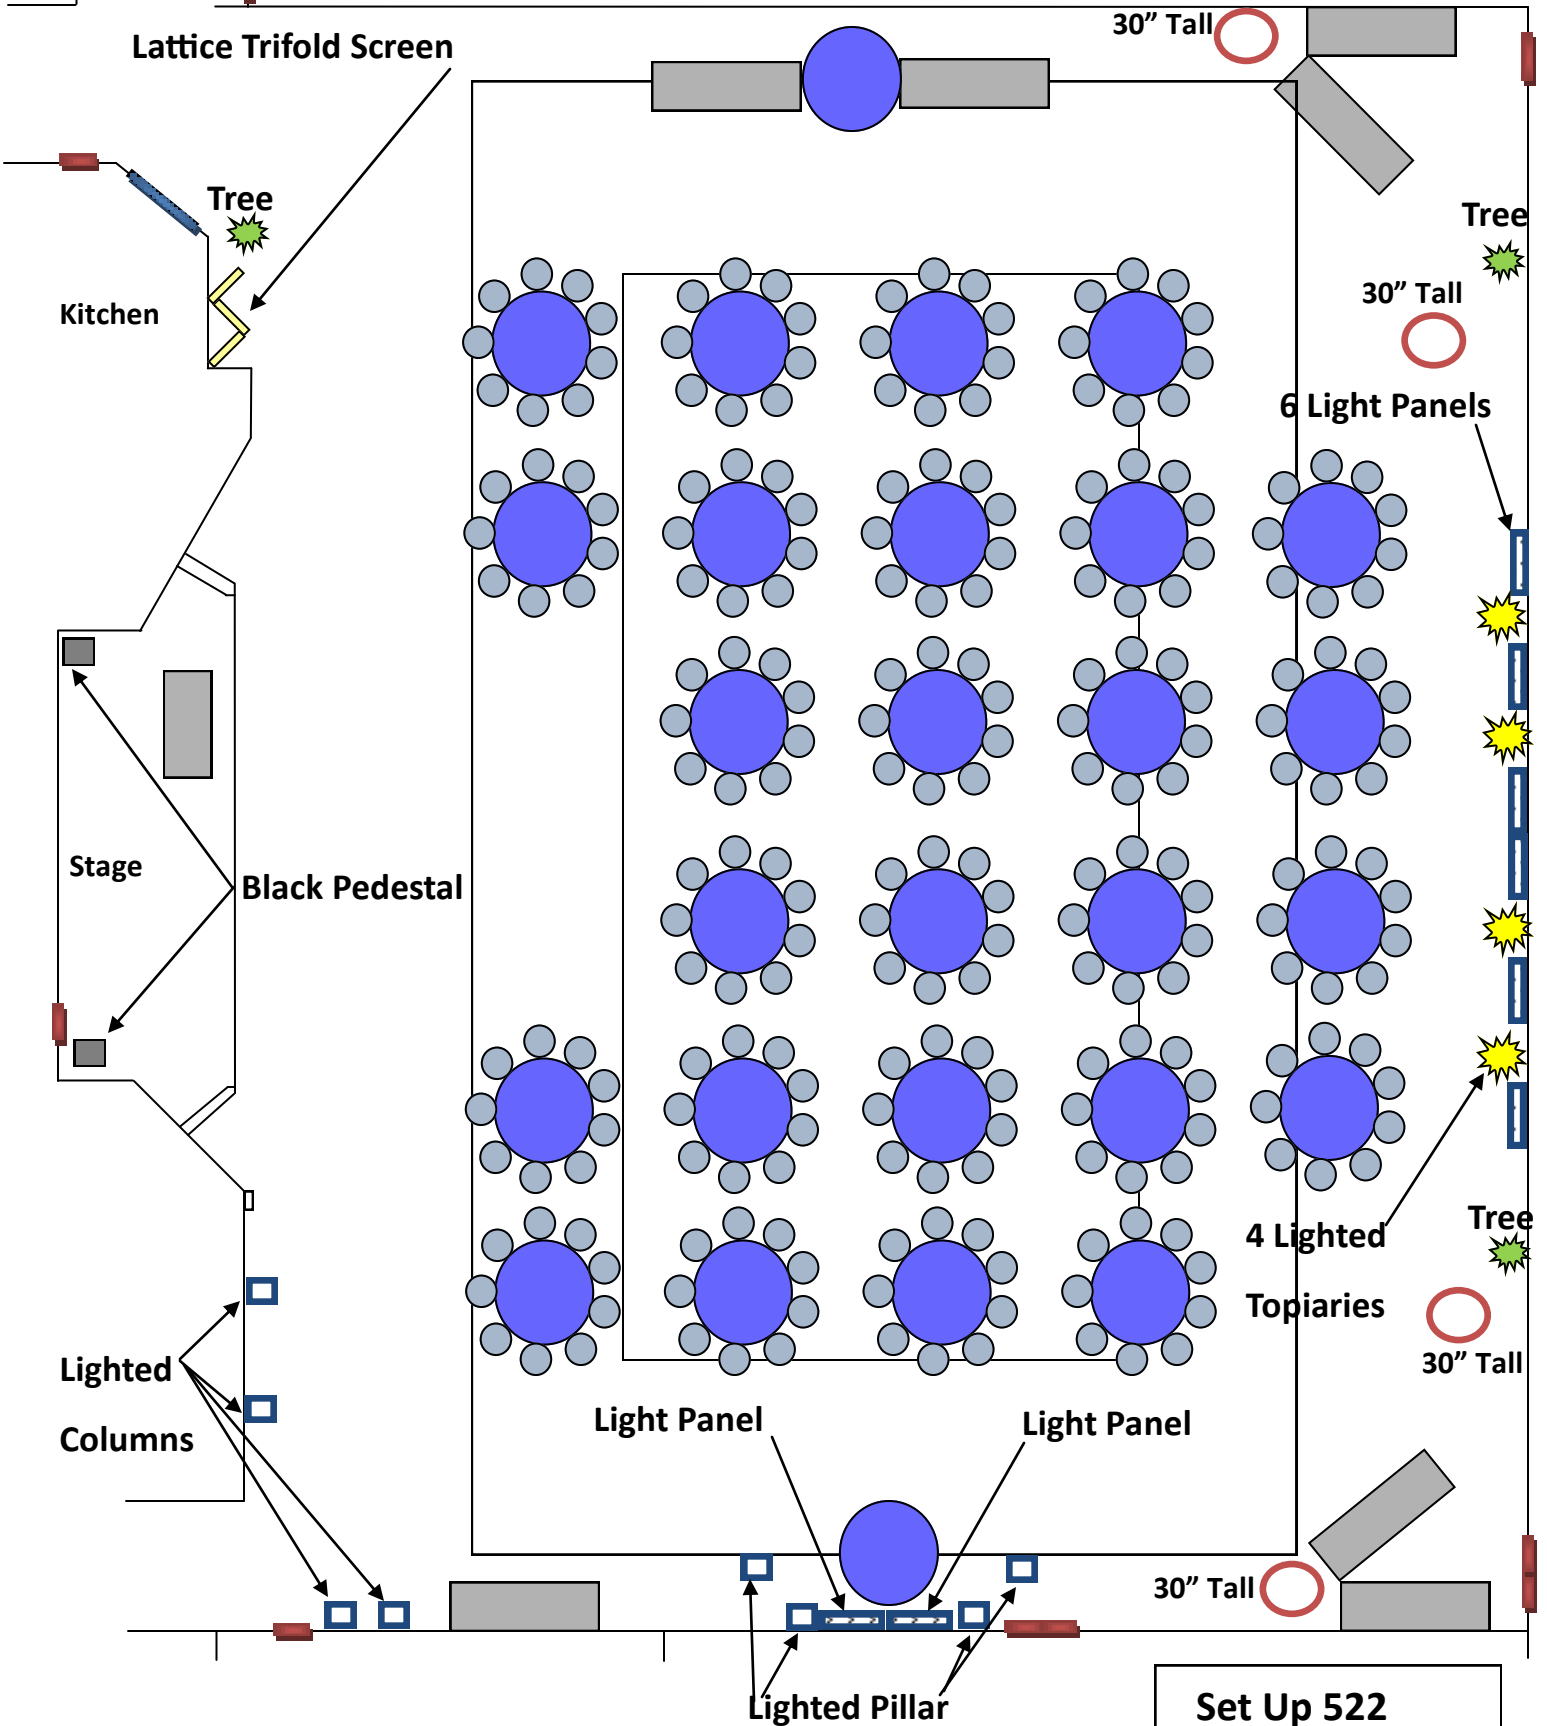 30” Tall
Lattice Trifold Screen
Tree
Tree
30” Tall
Kitchen
6 Light Panels
Stage
Black Pedestal
4 Lighted
Topiaries
Tree
30” Tall
Lighted
Columns
Light Panel
Light Panel
30” Tall
Lighted Pillar
Set Up 522